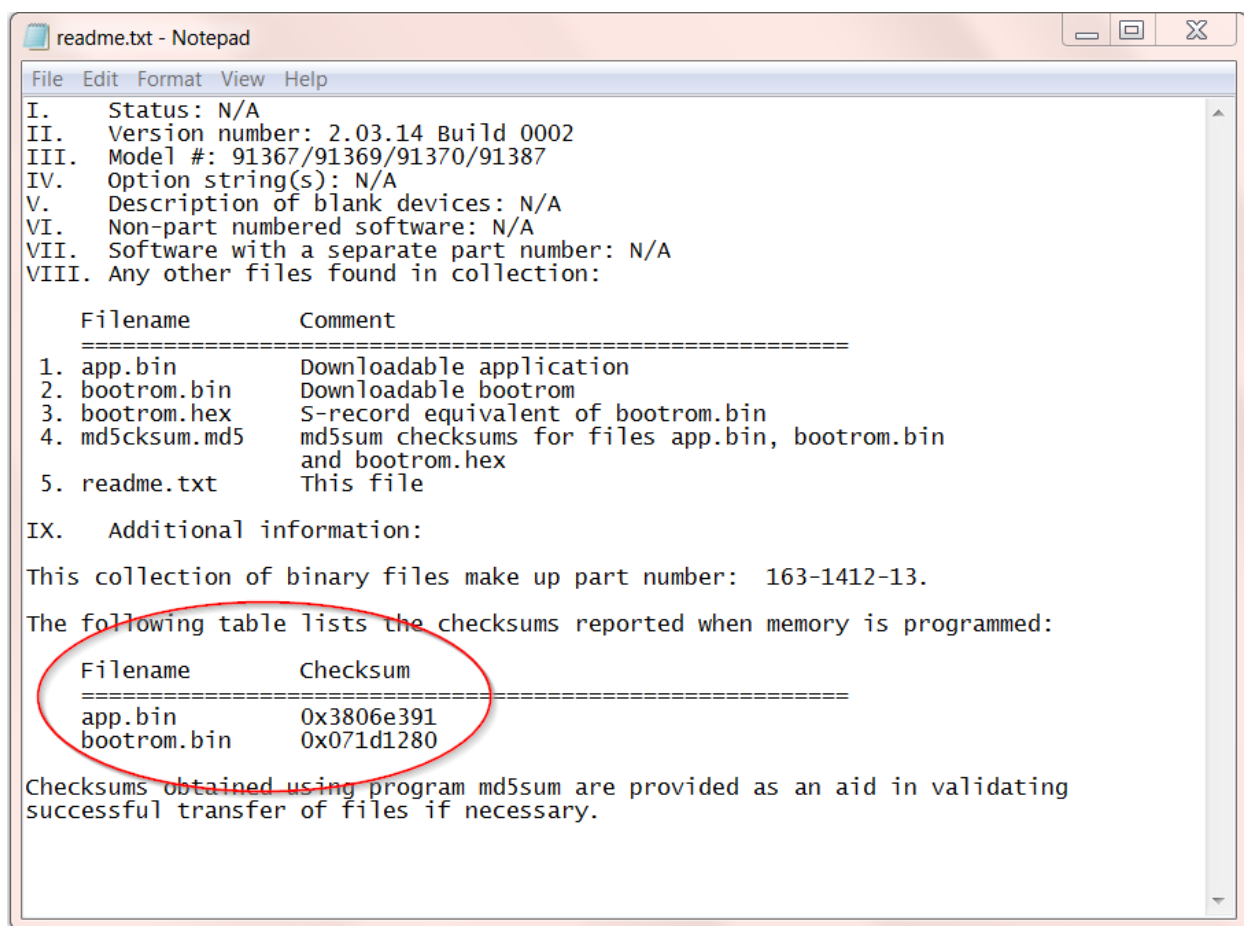 readme.txt - Notepad
File Edit Format View Help
I. Status: N/A
II. Version number: 2.03.14 Build 0002
III. Model #: 91367/91369/91370/91387
IV. Option string(s): N/A
V. Description of blank devices: N/A
VI. Non-part numbered software: N/A
VII. Software with a separate part number: N/A
VIII. Any other files found in collection:
Filename Comment
========================================================
1. app.bin Downloadable application
2. bootrom.bin Downloadable bootrom
3. bootrom.hex S-record equivalent of bootrom.bin
4. md5cksum.md5 md5sum checksums for files app.bin, bootrom.bin
and bootrom.hex
5. readme.txt This file
IX. Additional information:
This collection of binary files make up part number: 163-1412-13.
The following table lists the checksums reported when memory is programmed:
Filename Checksum
========================================================
app.bin 0x3806e391
bootrom.bin 0x071d1280
Checksums obtained using program md5sum are provided as an aid in validating
successful transfer of files if necessary.